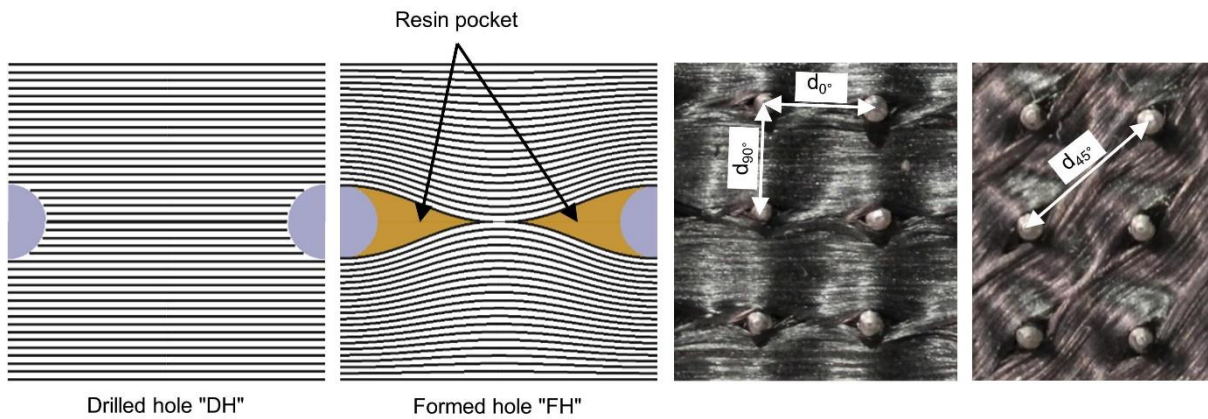 Resin pocket
d0°
d90°
d45°
Drilled hole "DH"
Formed hole "FH"